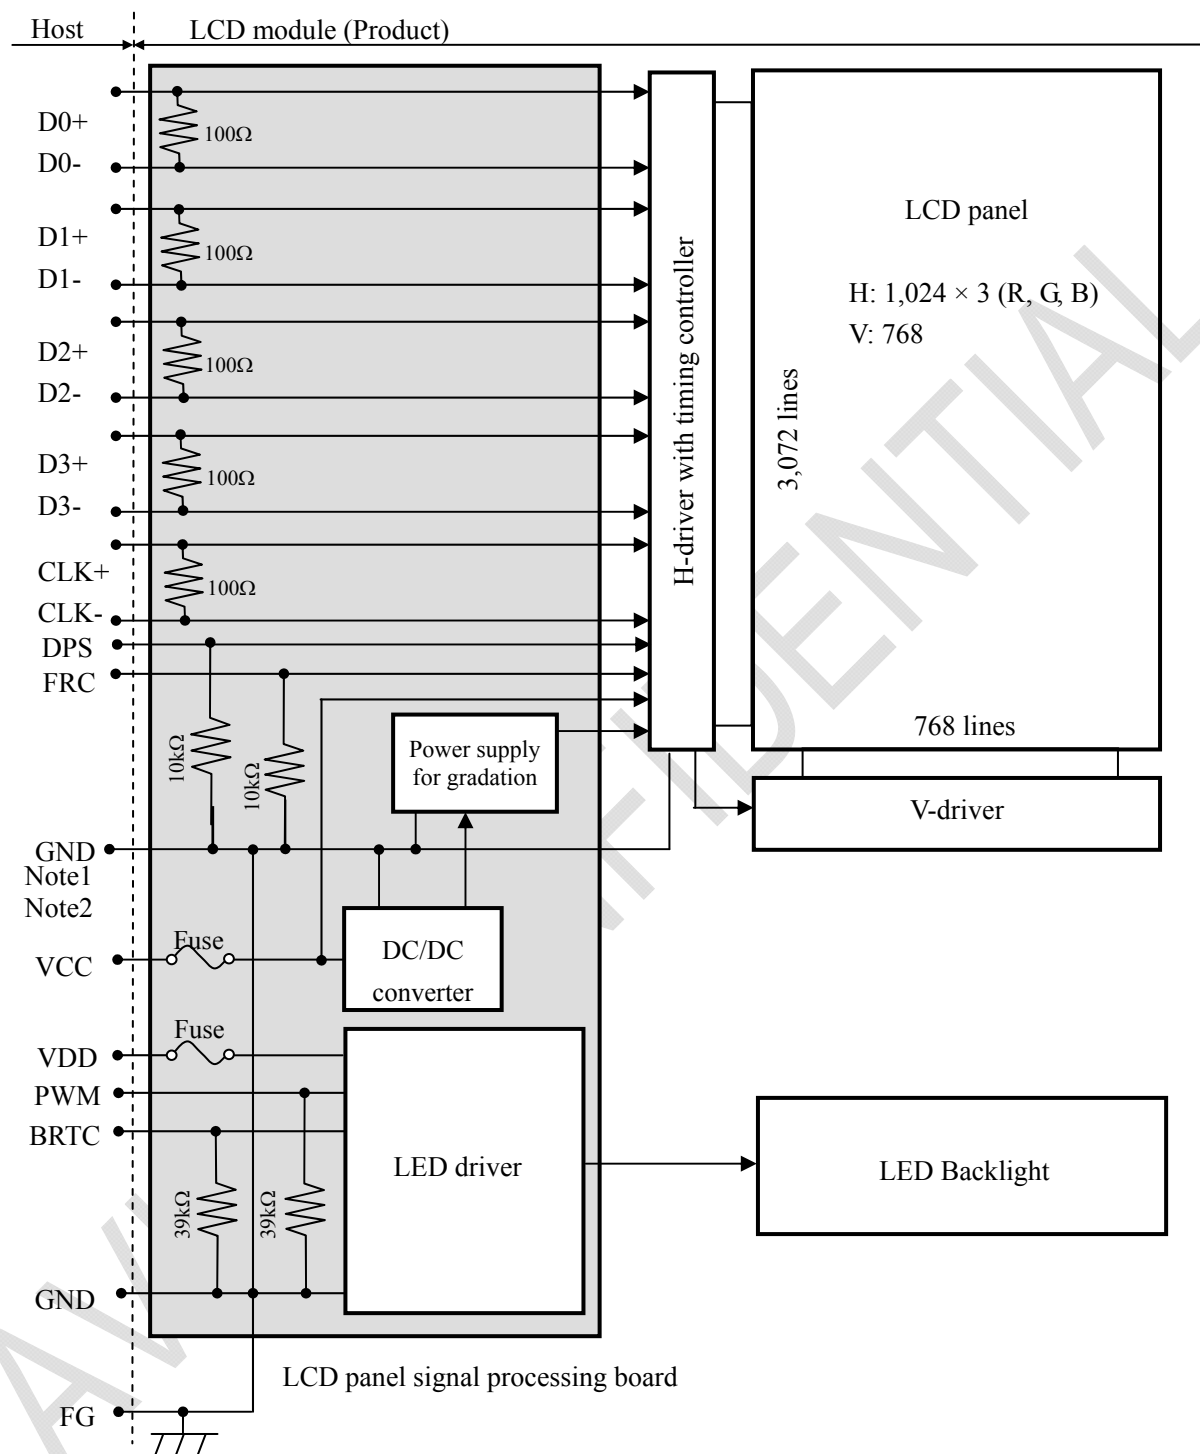 Host
LCD module (Product)
D0+
100Ω
D0-
D1+
100Ω
D1-
D2+
100Ω
D2-
D3+
100Ω
D3-
CLK+
100Ω
CLK-
DPS
FRC
10kΩ
10kΩ
Power supply
for gradation
H-driver with timing controller
LCD panel
H: 1,024 × 3 (R, G, B)
V: 768
3,072 lines
768 lines
V-driver
GND
Note1
Note2
Fuse
VCC
DC/DC
converter
Fuse
VDD
PWM
BRTC
39kΩ
39kΩ
LED driver
LED Backlight
GND
LCD panel signal processing board
FG